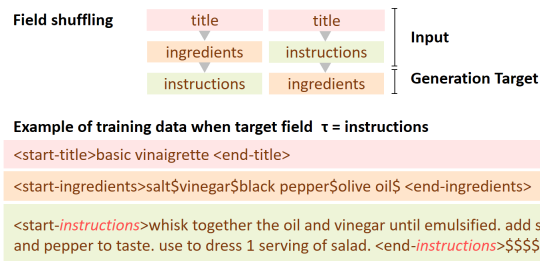 Field shuffling
title title
ingredients instructions
instructions ingredients
Input
Generation Target
Example of training data when target field τ = instructions
<start-title>basic vinaigrette <end-title>
<start-ingredients>salt$vinegar$black pepper$olive oil$ <end-ingredients>
<start-instructions>whisk together the oil and vinegar until emulsified. add s
and pepper to taste. use to dress 1 serving of salad. <end-instructions>$$$$